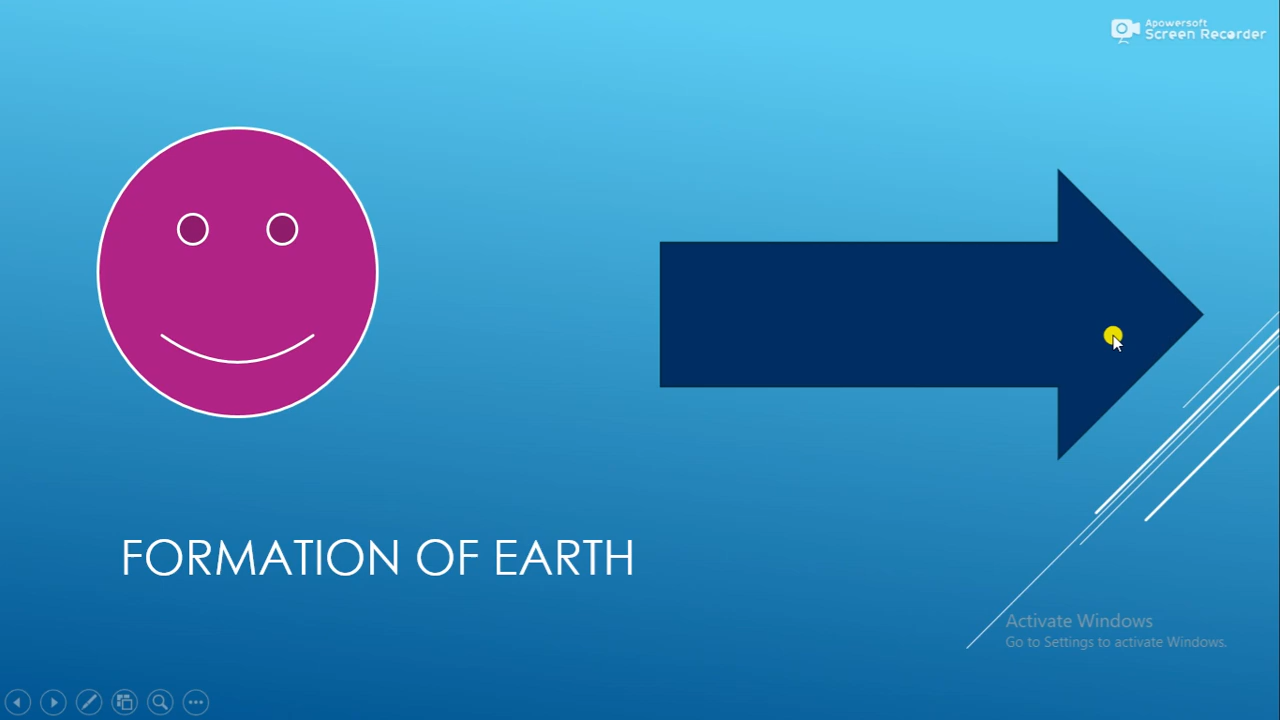 Apowersoft
Screen Recorder
FORMATION OF EARTH
Activate Windows
Go to Settings to activate Windows.